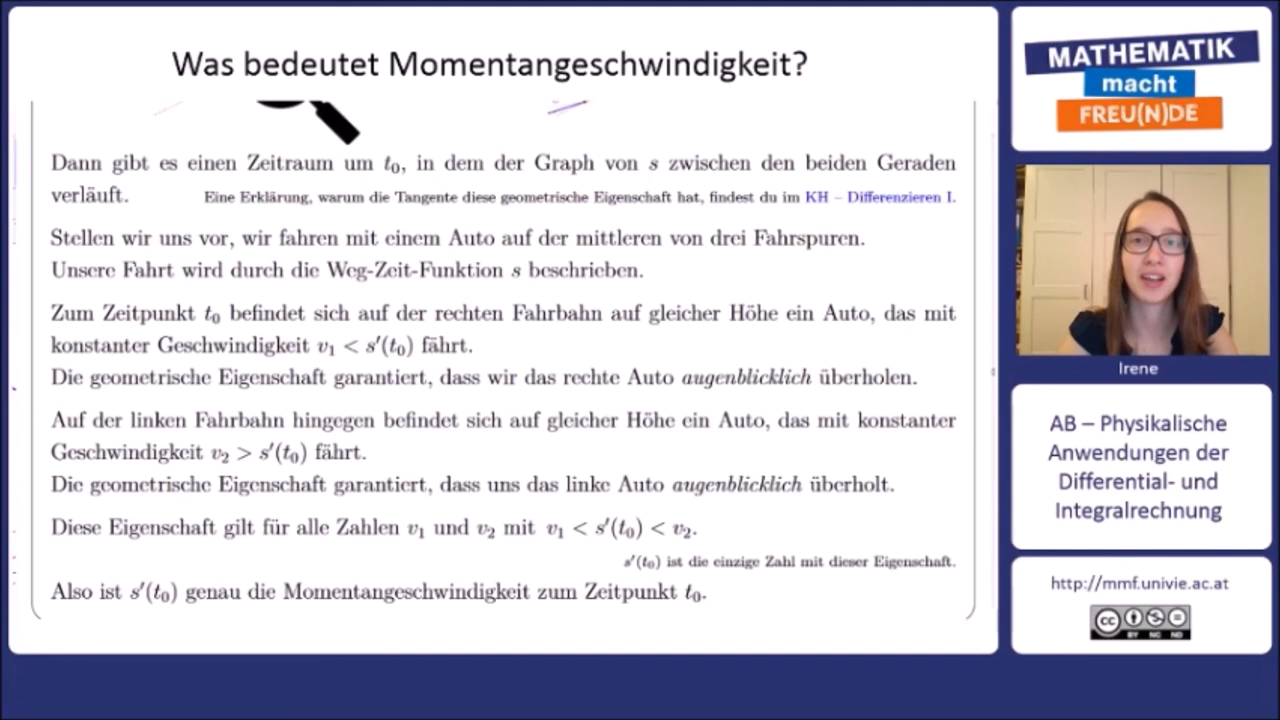 Was bedeutet Momentangeschwindigkeit?
Dann gibt es einen Zeitraum um t₀, in dem der Graph von s zwischen den beiden Geraden
verläuft. Eine Erklärung, warum die Tangente diese geometrische Eigenschaft hat, findest du im KH – Differenzieren I.
Stellen wir uns vor, wir fahren mit einem Auto auf der mittleren von drei Fahrspuren.
Unsere Fahrt wird durch die Weg-Zeit-Funktion s beschrieben.
Zum Zeitpunkt t₀ befindet sich auf der rechten Fahrbahn auf gleicher Höhe ein Auto, das mit
konstanter Geschwindigkeit v₁ < s′(t₀) fährt.
Die geometrische Eigenschaft garantiert, dass wir das rechte Auto augenblicklich überholen.
Auf der linken Fahrbahn hingegen befindet sich auf gleicher Höhe ein Auto, das mit konstanter
Geschwindigkeit v₂ > s′(t₀) fährt.
Die geometrische Eigenschaft garantiert, dass uns das linke Auto augenblicklich überholt.
Diese Eigenschaft gilt für alle Zahlen v₁ und v₂ mit v₁ < s′(t₀) < v₂.
s′(t₀) ist die einzige Zahl mit dieser Eigenschaft.
Also ist s′(t₀) genau die Momentangeschwindigkeit zum Zeitpunkt t₀.
MATHEMATIK
macht
FREU(N)DE
Irene
AB – Physikalische
Anwendungen der
Differential- und
Integralrechnung
http://mmf.univie.ac.at
cc
BY NC ND